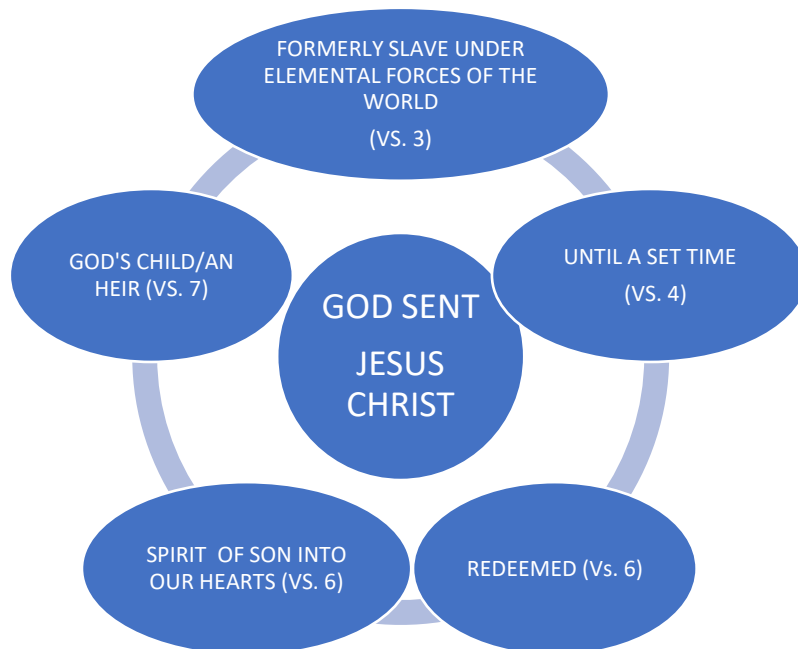 FORMERLY SLAVE UNDER
ELEMENTAL FORCES OF THE
WORLD
(VS. 3)
UNTIL A SET TIME
(VS. 4)
REDEEMED (Vs. 6)
SPIRIT OF SON INTO
OUR HEARTS (VS. 6)
GOD'S CHILD/AN
HEIR (VS. 7)
GOD SENT
JESUS
CHRIST